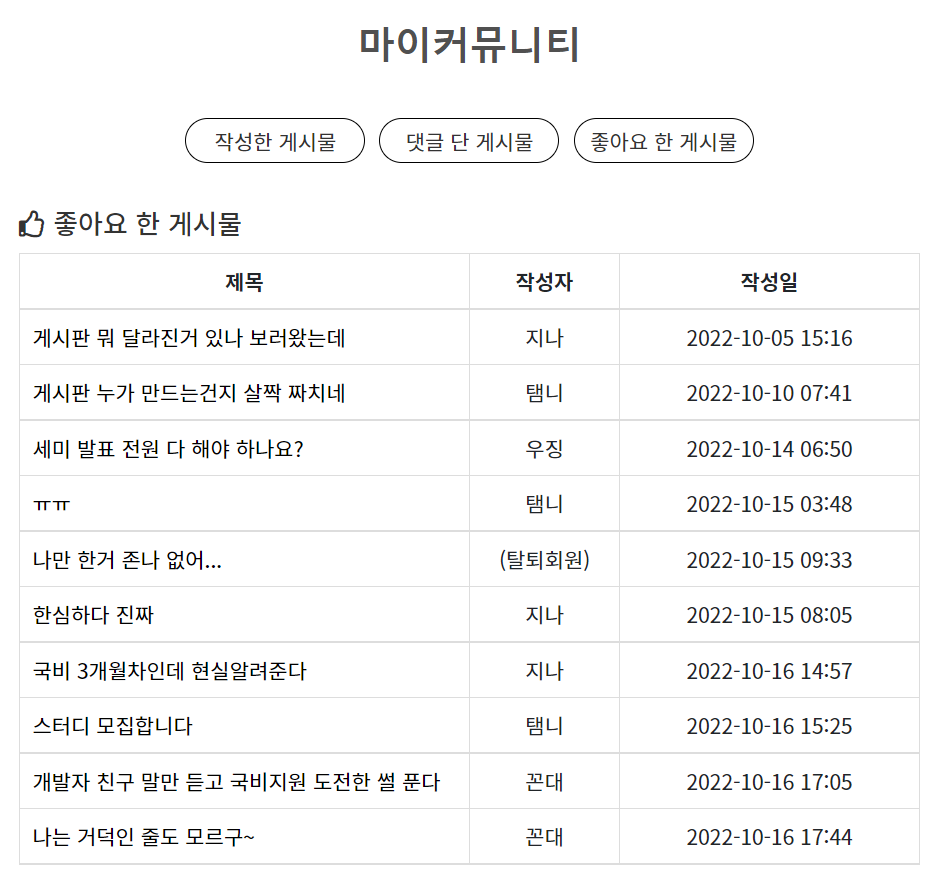 마이커뮤니티
작성한 게시물 댓글 단 게시물 좋아요 한 게시물
좋아요 한 게시물
제목 작성자 작성일
게시판 뭐 달라진거 있나 보러왔는데 지나 2022-10-05 15:16
게시판 누가 만드는건지 살짝 짜치네 탬니 2022-10-10 07:41
세미 발표 전원 다 해야 하나요? 우징 2022-10-14 06:50
ㅠㅠ 탬니 2022-10-15 03:48
나만 한거 존나 없어... (탈퇴회원) 2022-10-15 09:33
한심하다 진짜 지나 2022-10-15 08:05
국비 3개월차인데 현실알려준다 지나 2022-10-16 14:57
스터디 모집합니다 탬니 2022-10-16 15:25
개발자 친구 말만 듣고 국비지원 도전한 썰 푼다 꼰대 2022-10-16 17:05
나는 거덕인 줄도 모르구~ 꼰대 2022-10-16 17:44